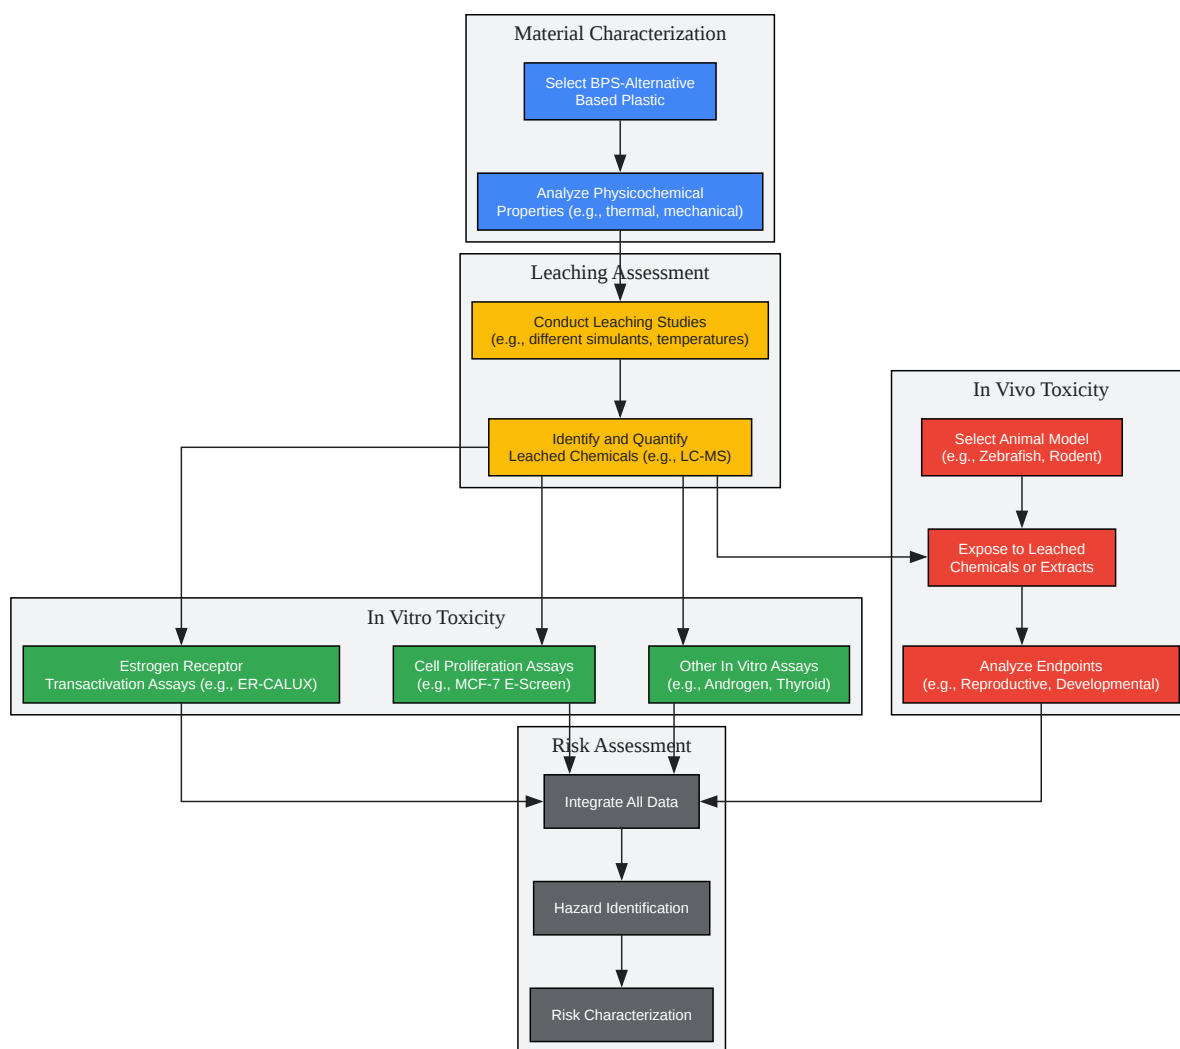 Material Characterization
Select BPS-Alternative
Based Plastic
Analyze Physicochemical
Properties (e.g., thermal, mechanical)
Leaching Assessment
Conduct Leaching Studies
(e.g., different simulants, temperatures)
Identify and Quantify
Leached Chemicals (e.g., LC-MS)
In Vivo Toxicity
Select Animal Model
(e.g., Zebrafish, Rodent)
Expose to Leached
Chemicals or Extracts
Analyze Endpoints
(e.g., Reproductive, Developmental)
In Vitro Toxicity
Estrogen Receptor
Transactivation Assays (e.g., ER-CALUX)
Cell Proliferation Assays
(e.g., MCF-7 E-Screen)
Other In Vitro Assays
(e.g., Androgen, Thyroid)
Risk Assessment
Integrate All Data
Hazard Identification
Risk Characterization